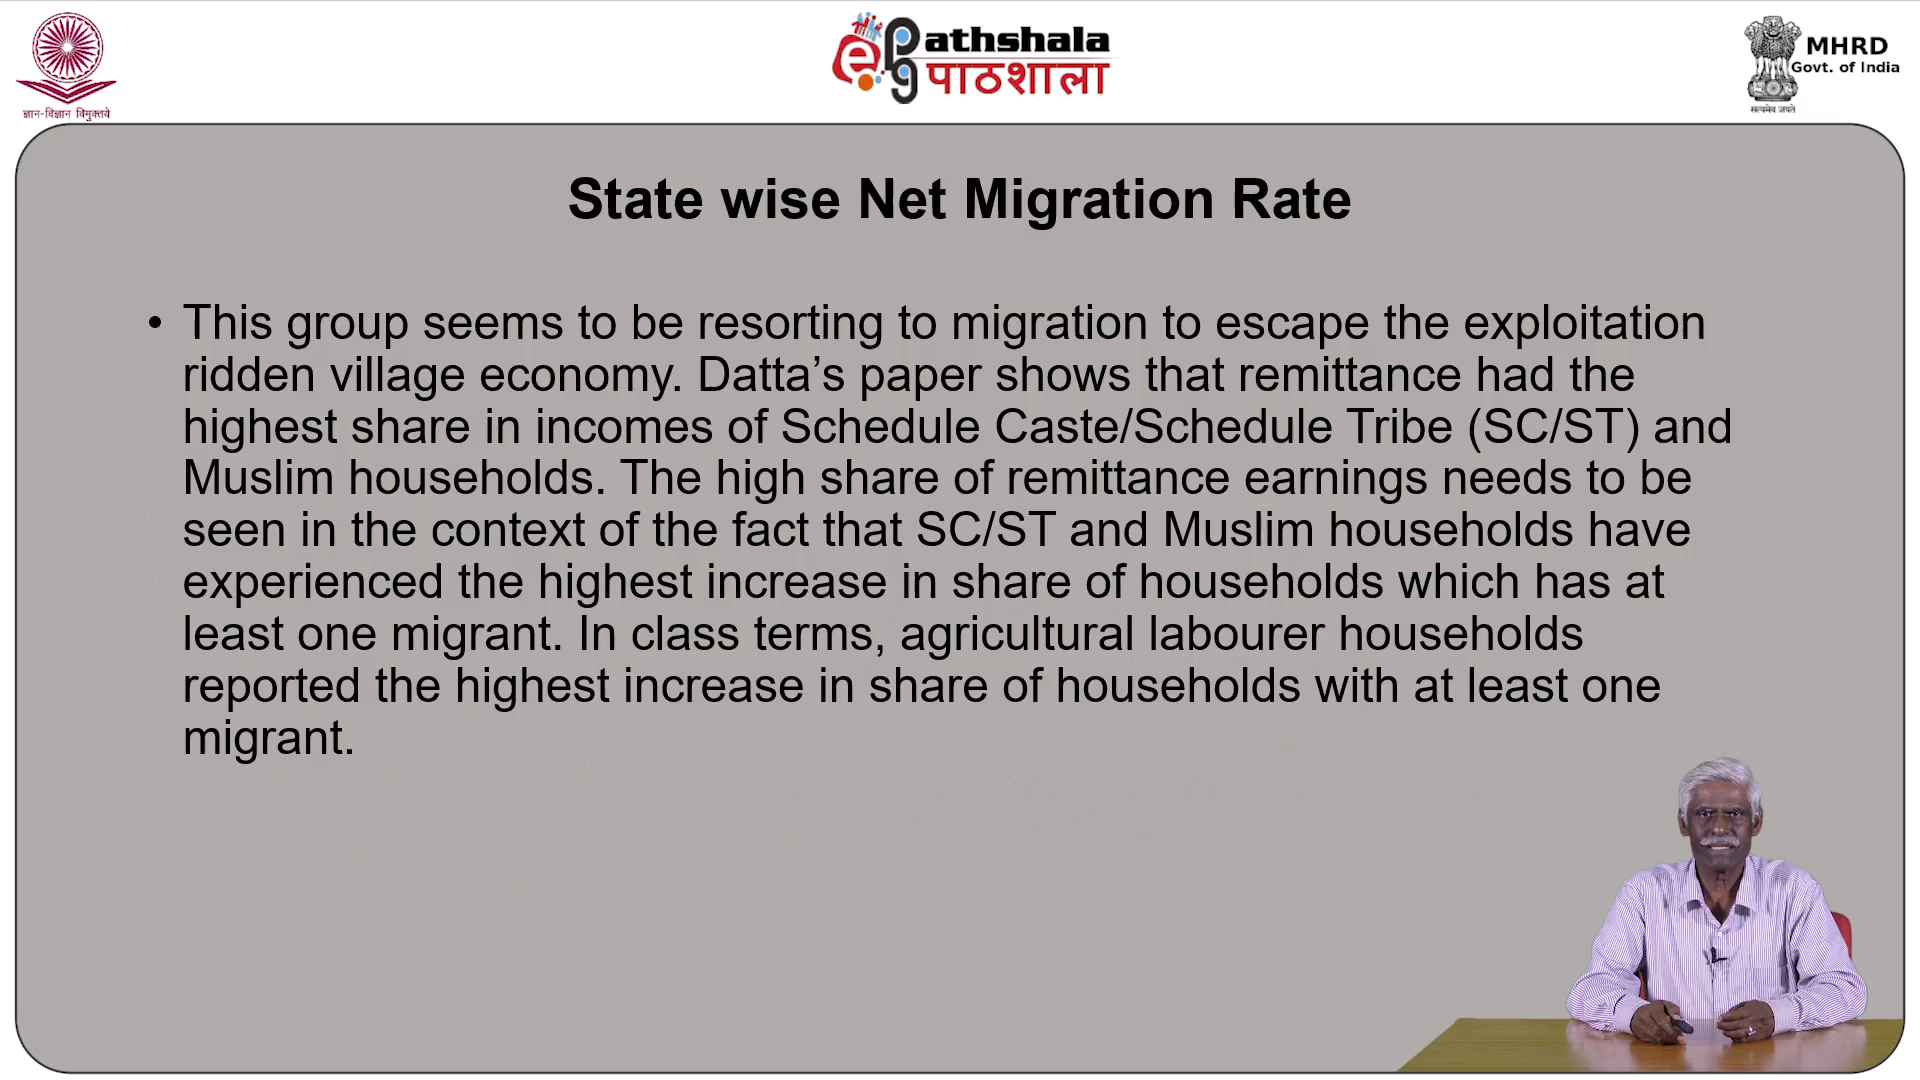 ज्ञान-विज्ञान विमुक्तये
ePg
athshala
पाठशाला
MHRD
Govt. of India
सत्यमेव जयते
State wise Net Migration Rate
• This group seems to be resorting to migration to escape the exploitation
ridden village economy. Datta’s paper shows that remittance had the
highest share in incomes of Schedule Caste/Schedule Tribe (SC/ST) and
Muslim households. The high share of remittance earnings needs to be
seen in the context of the fact that SC/ST and Muslim households have
experienced the highest increase in share of households which has at
least one migrant. In class terms, agricultural labourer households
reported the highest increase in share of households with at least one
migrant.